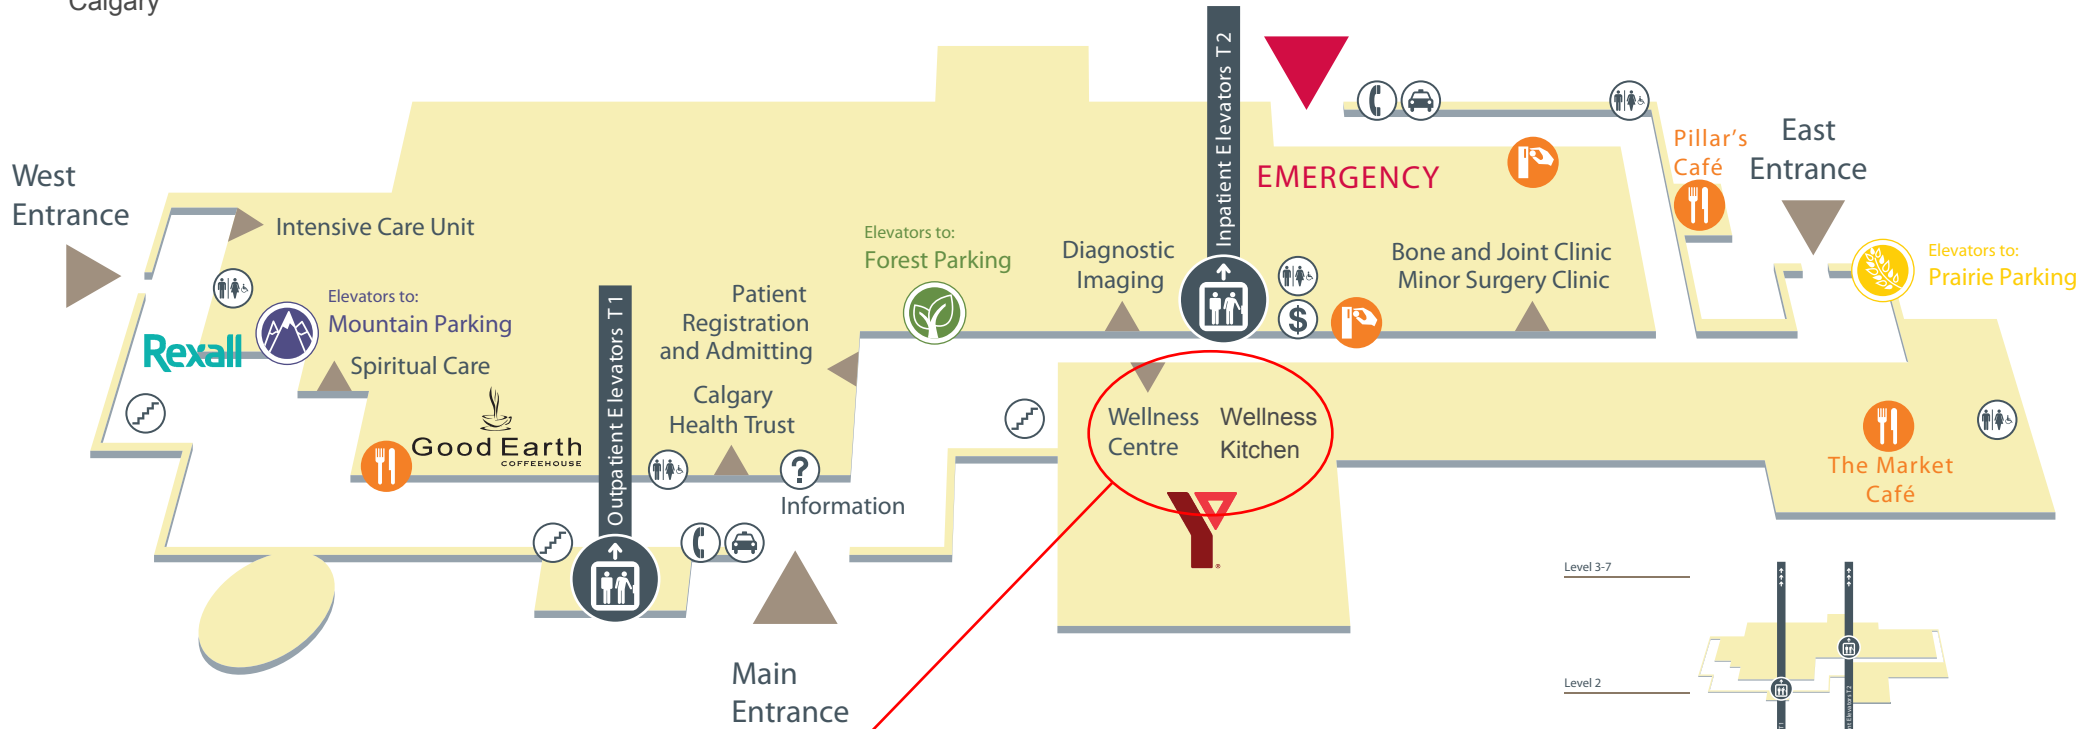 Calgary
West
Entrance
Intensive Care Unit
Elevators to:
Mountain Parking
Rexall
Spiritual Care
Good Earth
COFFEEHOUSE
Outpatient Elevators T1
Patient
Registration
and Admitting
Calgary
Health Trust
?
Information
Main
Entrance
Elevators to:
Forest Parking
Diagnostic
Imaging
Inpatient Elevators T2
EMERGENCY
$
Bone and Joint Clinic
Minor Surgery Clinic
Wellness
Centre
Wellness
Kitchen
Y
Pillar's
Café
East
Entrance
Elevators to:
Prairie Parking
The Market
Café
Level 3-7
Level 2